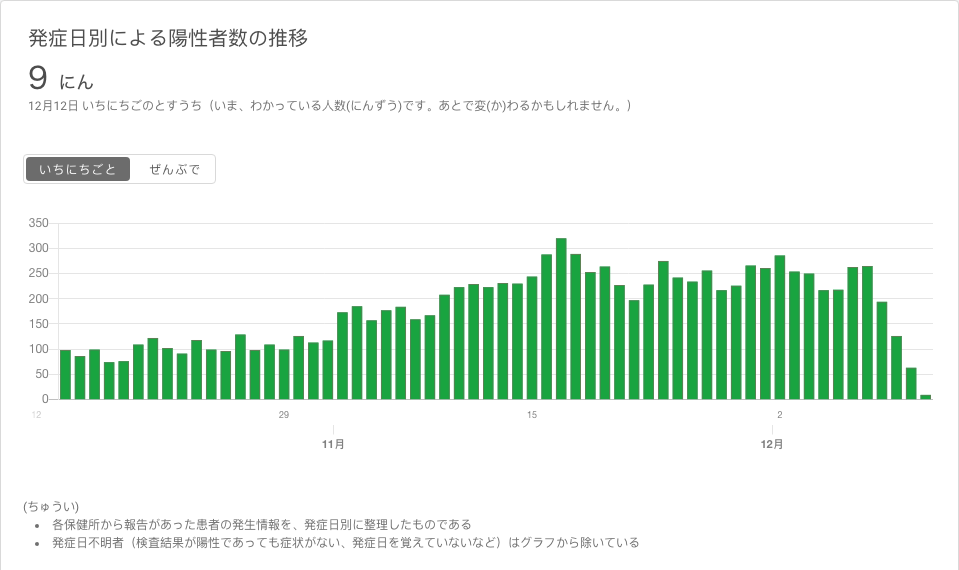 発症日別による陽性者数の推移
9 にん
12月12日 いちにちごのとすうち（いま、わかっている人数(にんずう)です。あとで変(か)わるかもしれません。）
いちにちごと ぜんぶで
350
300
250
200
150
100
50
0
12 29 15 2
11月 12月
(ちゅうい)
• 各保健所から報告があった患者の発生情報を、発症日別に整理したものである
• 発症日不明者（検査結果が陽性であっても症状がない、発症日を覚えていないなど）はグラフから除いている